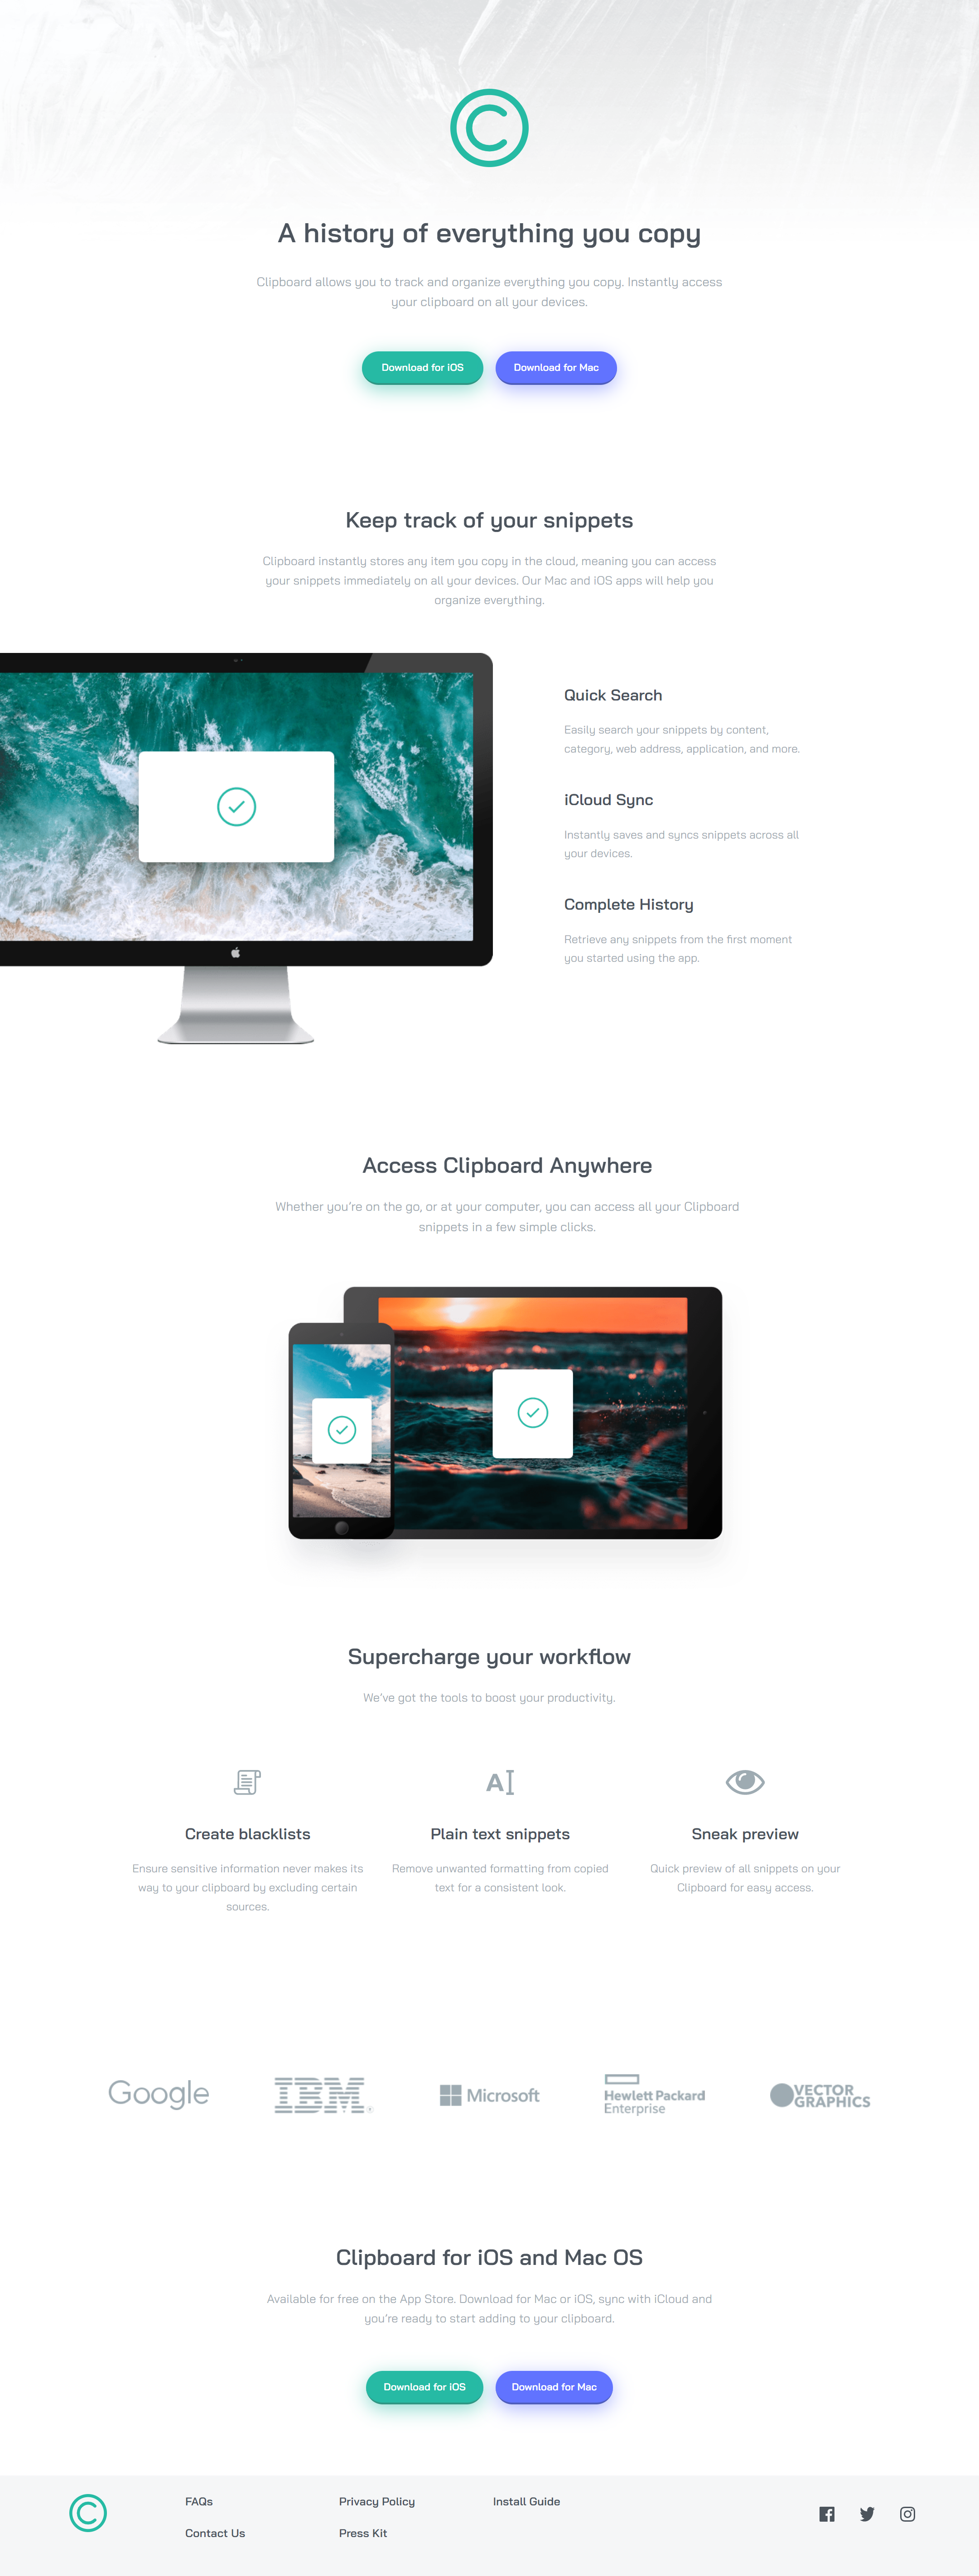 A history of everything you copy
Clipboard allows you to track and organize everything you copy. Instantly access
your clipboard on all your devices.
Download for iOS
Download for Mac
Keep track of your snippets
Clipboard instantly stores any item you copy in the cloud, meaning you can access
your snippets immediately on all your devices. Our Mac and iOS apps will help you
organize everything.
Quick Search
Easily search your snippets by content,
category, web address, application, and more.
iCloud Sync
Instantly saves and syncs snippets across all
your devices.
Complete History
Retrieve any snippets from the first moment
you started using the app.
Access Clipboard Anywhere
Whether you’re on the go, or at your computer, you can access all your Clipboard
snippets in a few simple clicks.
Supercharge your workflow
We’ve got the tools to boost your productivity.
AI
Create blacklists
Ensure sensitive information never makes its
way to your clipboard by excluding certain
sources.
Plain text snippets
Remove unwanted formatting from copied
text for a consistent look.
Sneak preview
Quick preview of all snippets on your
Clipboard for easy access.
Google
IBM
Microsoft
Hewlett Packard
Enterprise
VECTOR
GRAPHICS
Clipboard for iOS and Mac OS
Available for free on the App Store. Download for Mac or iOS, sync with iCloud and
you’re ready to start adding to your clipboard.
Download for iOS
Download for Mac
FAQs
Contact Us
Privacy Policy
Press Kit
Install Guide